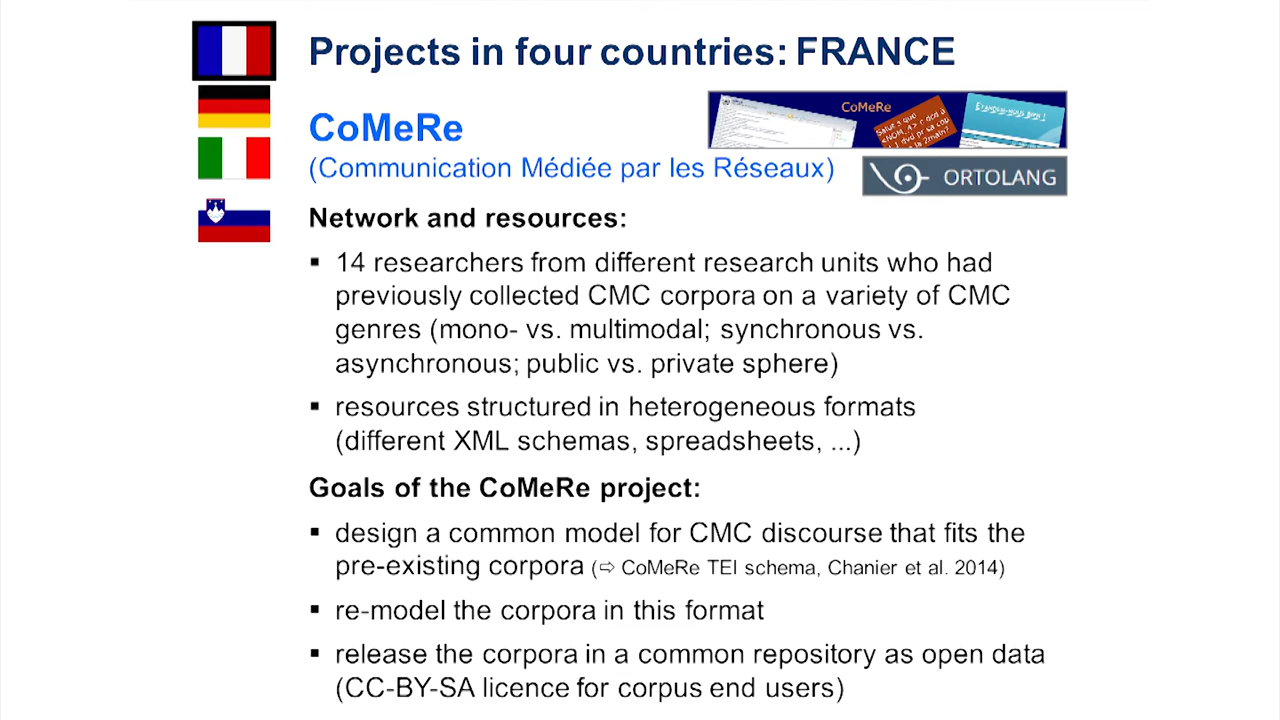 Projects in four countries: FRANCE
CoMeRe
(Communication Médiée par les Réseaux)
CoMeRe
Salut a que
ORTOLANG
Network and resources:
▪ 14 researchers from different research units who had
previously collected CMC corpora on a variety of CMC
genres (mono- vs. multimodal; synchronous vs.
asynchronous; public vs. private sphere)
▪ resources structured in heterogeneous formats
(different XML schemas, spreadsheets, ...)
Goals of the CoMeRe project:
▪ design a common model for CMC discourse that fits the
pre-existing corpora (⇨ CoMeRe TEI schema, Chanier et al. 2014)
▪ re-model the corpora in this format
▪ release the corpora in a common repository as open data
(CC-BY-SA licence for corpus end users)